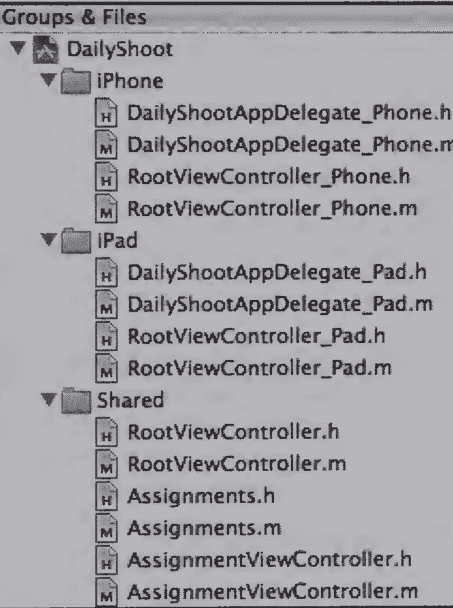 Groups & Files
DailyShoot
iPhone
H DailyShootAppDelegate_Phone.h
M DailyShootAppDelegate_Phone.m
H RootViewController_Phone.h
M RootViewController_Phone.m
iPad
H DailyShootAppDelegate_Pad.h
M DailyShootAppDelegate_Pad.m
H RootViewController_Pad.h
M RootViewController_Pad.m
Shared
H RootViewController.h
M RootViewController.m
H Assignments.h
M Assignments.m
H AssignmentViewController.h
M AssignmentViewController.m